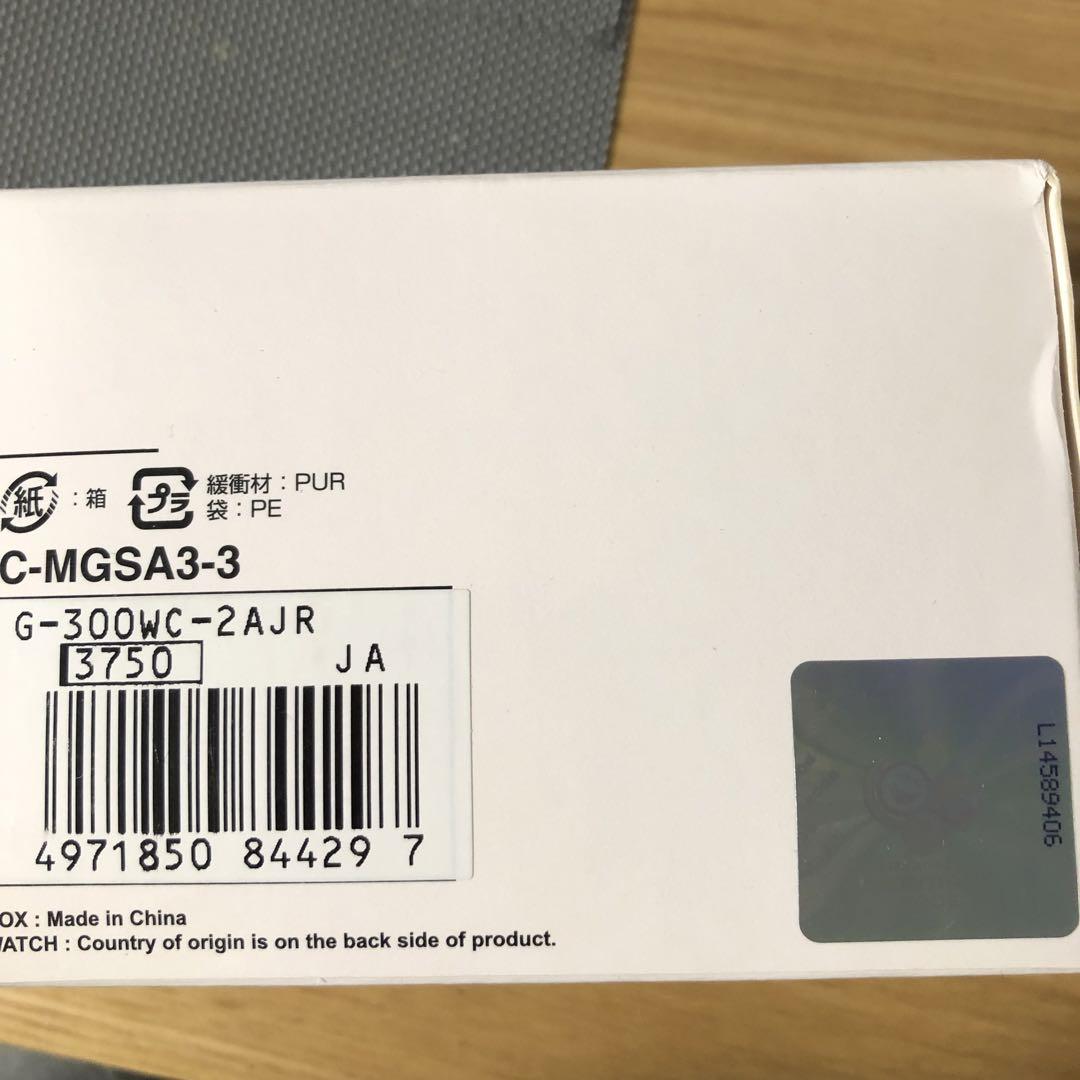 紙 : 箱
プラ 緩衝材 : PUR
袋 : PE
C-MGSA3-3
G-300WC-2AJR
3750 JA
4971850 84429 7
OX : Made in China
WATCH : Country of origin is on the back side of product.
L14589406